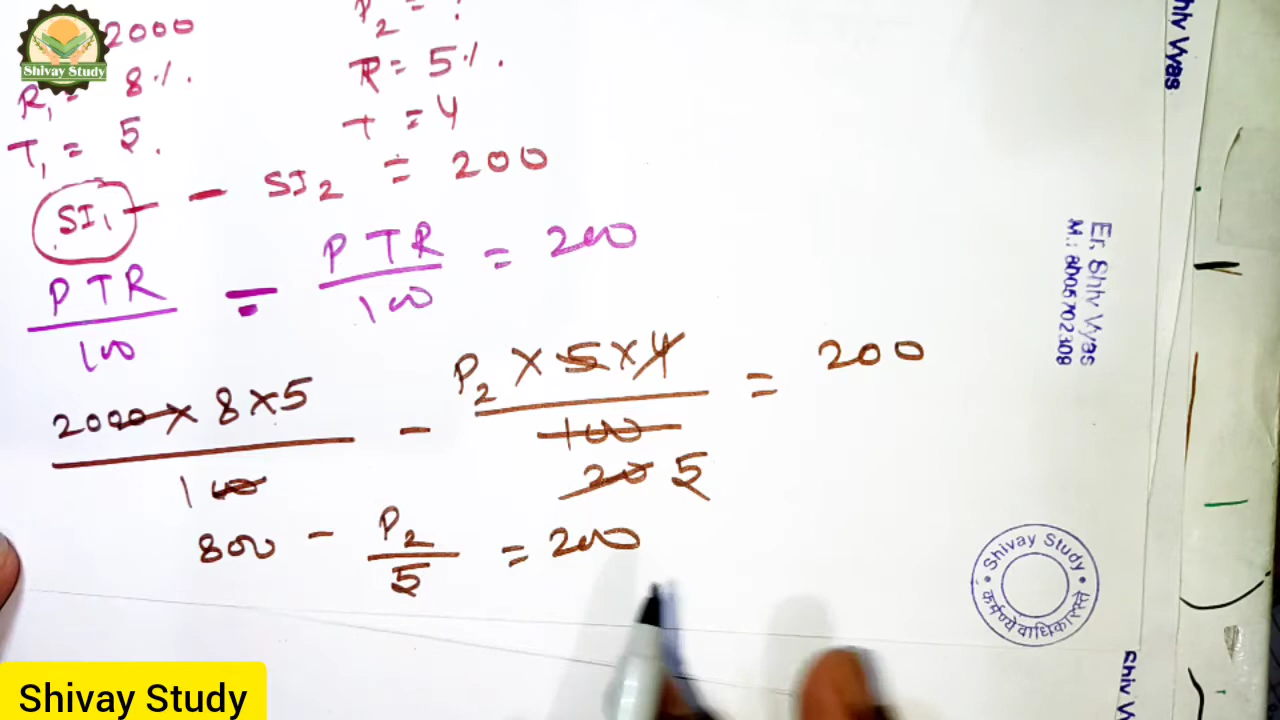 Shivay Study
2000
P₂ = ?
R₁ = 8%.
R = 5%.
T₁ = 5.
T = 4
SI₁ - SI₂ = 200
PTR/100 = PTR/100 = 200
2000 × 8 × 5/100 - P₂ × 5 × 4/100 = 200
20 5
800 - P₂/5 = 200
Shivay Study
Shiv Vyas
Er. Shiv Vyas
Shivay Study
कर्मण्येवाधिकारस्ते